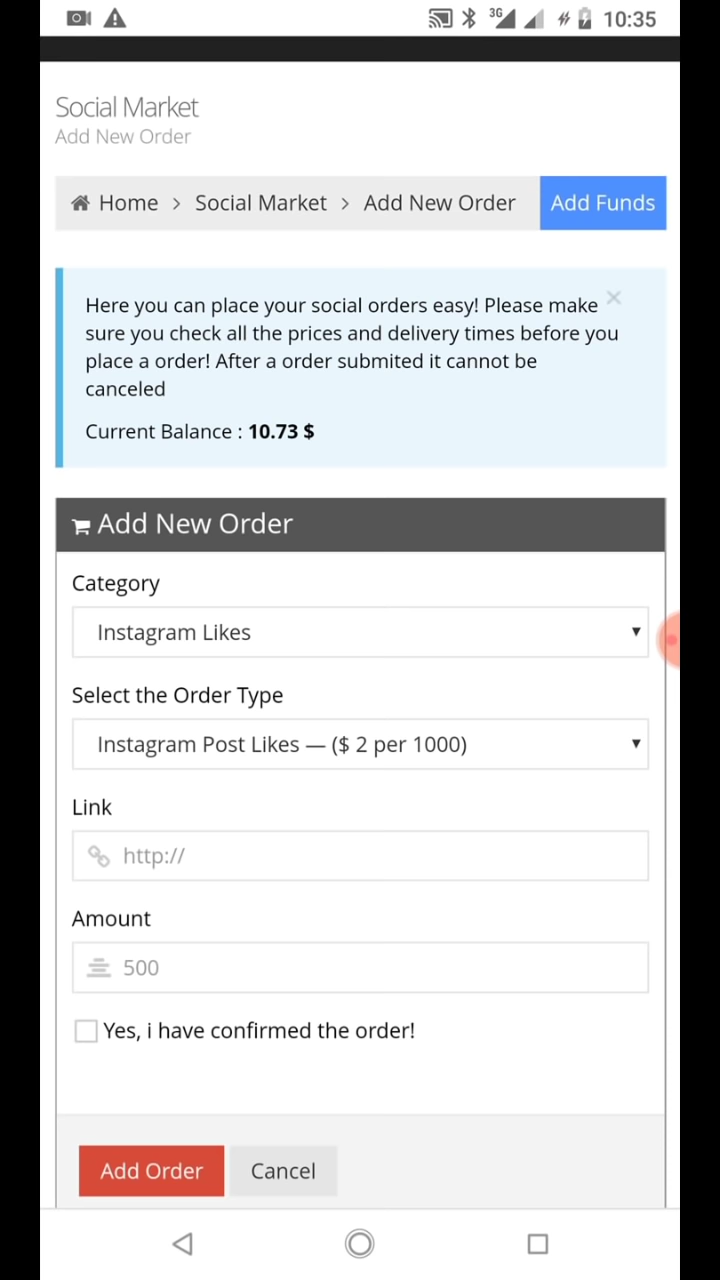 3G 10:35
Social Market
Add New Order
Home > Social Market > Add New Order Add Funds
Here you can place your social orders easy! Please make
sure you check all the prices and delivery times before you
place a order! After a order submited it cannot be
canceled
Current Balance : 10.73 $
Add New Order
Category
Instagram Likes
Select the Order Type
Instagram Post Likes — ($ 2 per 1000)
Link
http://
Amount
500
Yes, i have confirmed the order!
Add Order Cancel